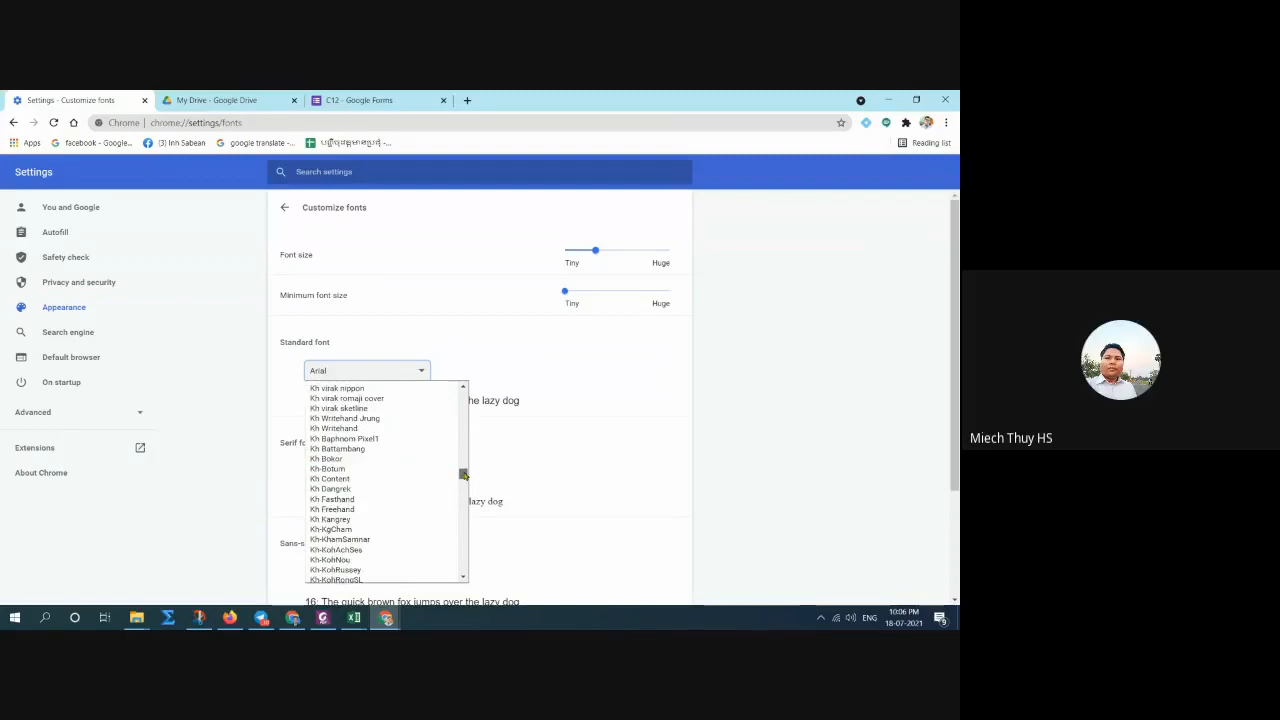 Settings - Customize fonts
My Drive - Google Drive
C12 - Google Forms
Chrome | chrome://settings/fonts
Apps
facebook - Google...
(3) Inh Sabean
google translate -...
Reading list
Settings
Search settings
You and Google
Autofill
Safety check
Privacy and security
Appearance
Search engine
Default browser
On startup
Advanced
Extensions
About Chrome
Customize fonts
Font size
Tiny
Huge
Minimum font size
Tiny
Huge
Standard font
Arial
he lazy dog
Kh virak nippon
Kh virak romaji cover
Kh virak sketline
Kh Writehand Jrung
Kh Writehand
Kh Baphnom Pixel1
Kh Battambang
Kh Bokor
Kh-Botum
Kh Content
Kh Dangrek
Kh Fasthand
Kh Freehand
Kh Kangrey
Kh-KgCham
Kh-KhamSamnar
Kh-KohAchSes
Kh-KohNou
Kh-KohRussey
Kh-KohRongSL
Serif fo
lazy dog
Sans-s
16: The quick brown fox jumps over the lazy dog
ENG
10:06 PM
18-07-2021
9
Miech Thuy HS